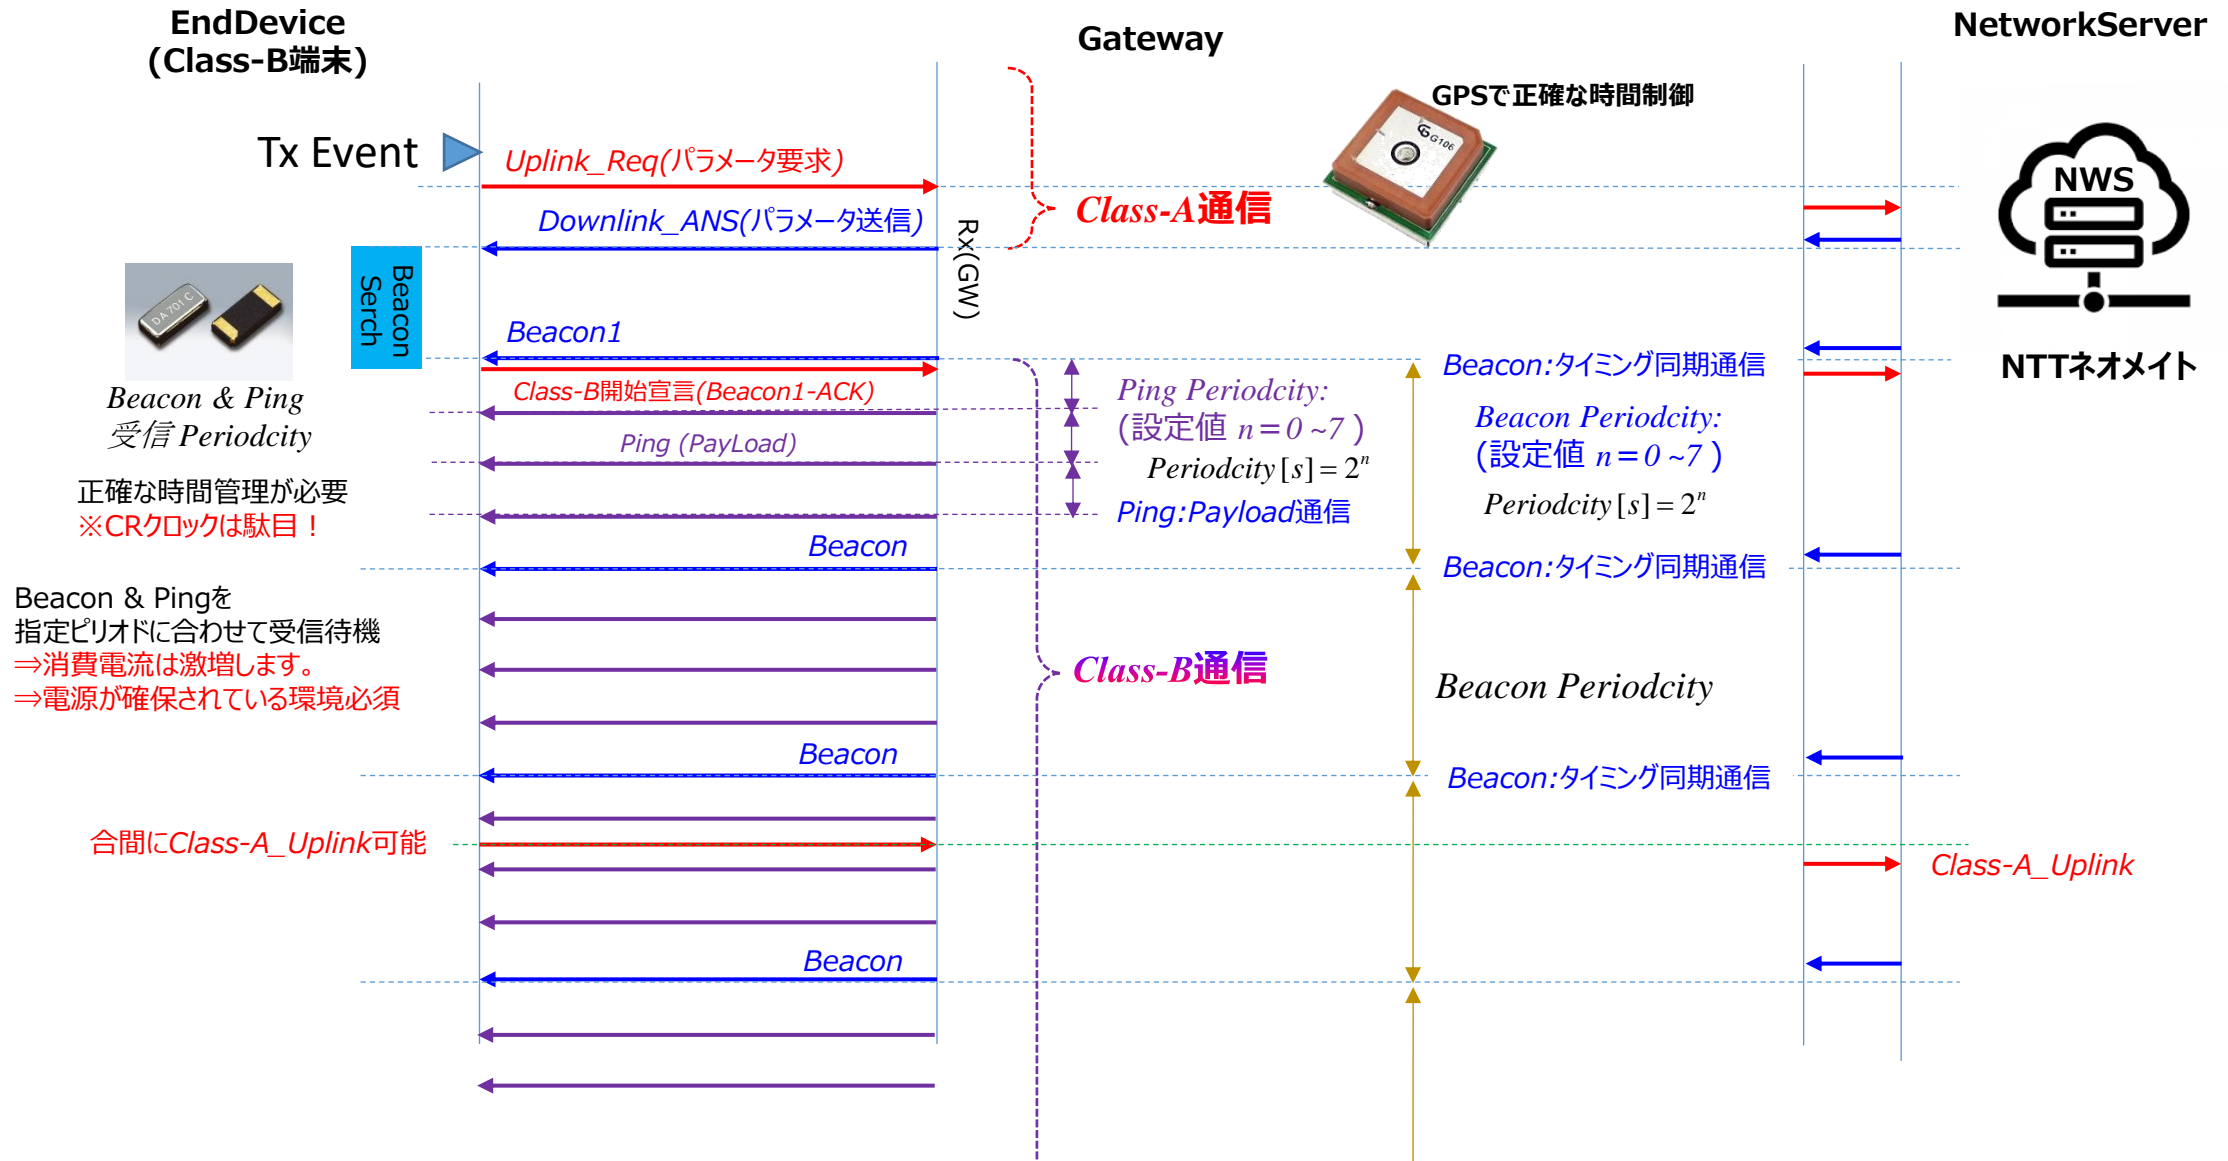 EndDevice
(Class-B端末)
Gateway
NetworkServer
GPSで正確な時間制御
G106
Tx Event
Uplink_Req(パラメータ要求)
Class-A通信
NWS
Downlink_ANS(パラメータ送信)
Rx(GW)
Beacon
Serch
DA701C
Beacon1
NTTネオメイト
Beacon:タイミング同期通信
Class-B開始宣言(Beacon1-ACK)
Ping Periodcity:
(設定値 n=0~7)
Periodcity[s]=2ⁿ
Ping:Payload通信
Beacon Periodcity:
(設定値 n=0~7)
Periodcity[s]=2ⁿ
Beacon & Ping
受信 Periodcity
Ping (PayLoad)
正確な時間管理が必要
※CRクロックは駄目！
Beacon
Beacon:タイミング同期通信
Beacon & Pingを
指定ピリオドに合わせて受信待機
⇒消費電流は激増します。
⇒電源が確保されている環境必須
Class-B通信
Beacon Periodcity
Beacon
Beacon:タイミング同期通信
合間にClass-A_Uplink可能
Class-A_Uplink
Beacon